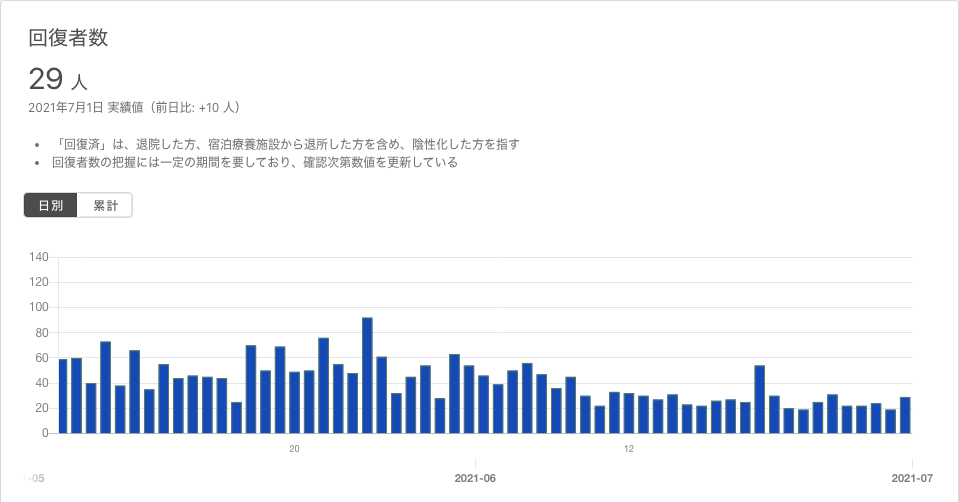 回復者数
29 人
2021年7月1日 実績値（前日比: +10 人）
• 「回復済」は、退院した方、宿泊療養施設から退所した方を含め、陰性化した方を指す
• 回復者数の把握には一定の期間を要しており、確認次第数値を更新している
日別 累計
140
120
100
80
60
40
20
0
20 12
-05 2021-06 2021-07